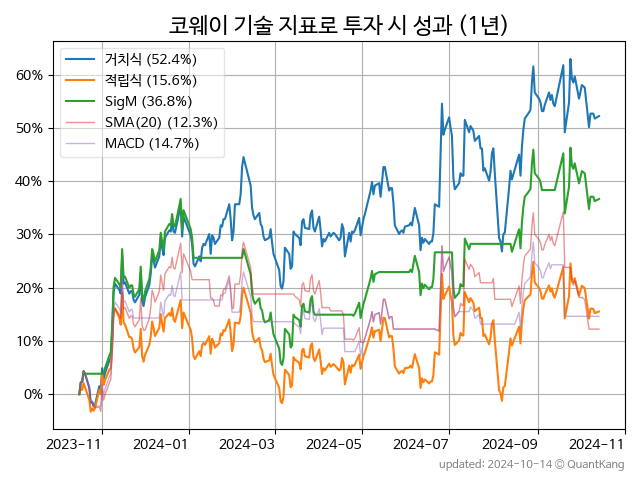 코웨이 기술 지표로 투자 시 성과 (1년)
거치식 (52.4%)
적립식 (15.6%)
SigM (36.8%)
SMA(20) (12.3%)
MACD (14.7%)
60%
50%
40%
30%
20%
10%
0%
2023-11 2024-01 2024-03 2024-05 2024-07 2024-09 2024-11
updated: 2024-10-14 © QuantKang